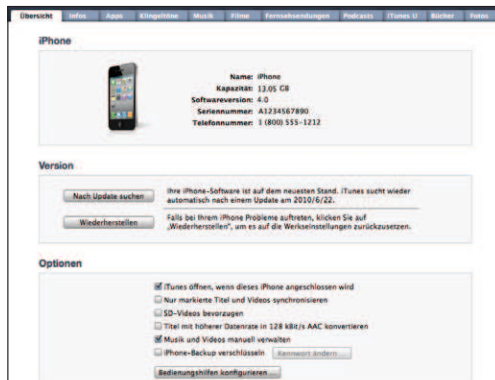 Übersicht Infos Apps Klingeltöne Musik Filme Fernsehsendungen Podcasts iTunes U Bücher Fotos
iPhone
Name: iPhone
Kapazität: 13,05 GB
Softwareversion: 4.0
Seriennummer: A1234567890
Telefonnummer: 1 (800) 555-1212
Version
Nach Update suchen
Ihre iPhone-Software ist auf dem neuesten Stand. iTunes sucht wieder
automatisch nach einem Update am 2010/6/22.
Wiederherstellen
Falls bei Ihrem iPhone Probleme auftreten, klicken Sie auf
„Wiederherstellen“, um es auf die Werkseinstellungen zurückzusetzen.
Optionen
iTunes öffnen, wenn dieses iPhone angeschlossen wird
Nur markierte Titel und Videos synchronisieren
SD-Videos bevorzugen
Titel mit höherer Datenrate in 128 kBit/s AAC konvertieren
Musik und Videos manuell verwalten
iPhone-Backup verschlüsseln Kennwort ändern ...
Bedienungshilfen konfigurieren ...